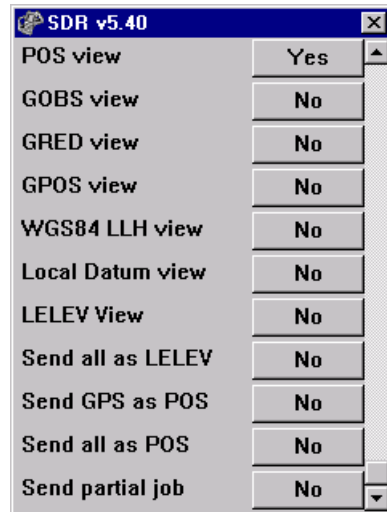 SDR v5.40
POS view Yes
GOBS view No
GRED view No
GPOS view No
WGS84 LLH view No
Local Datum view No
LELEV View No
Send all as LELEV No
Send GPS as POS No
Send all as POS No
Send partial job No